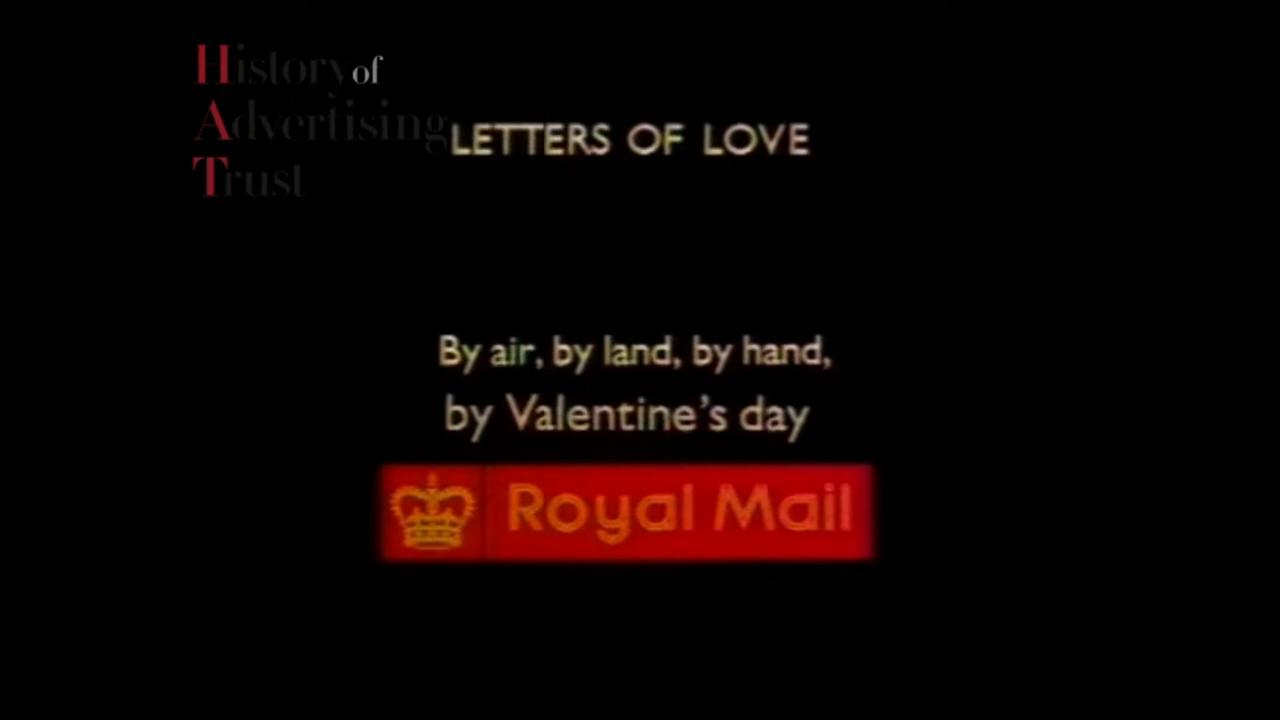 History of
Advertising
Trust
LETTERS OF LOVE
By air, by land, by hand,
by Valentine's day
Royal Mail